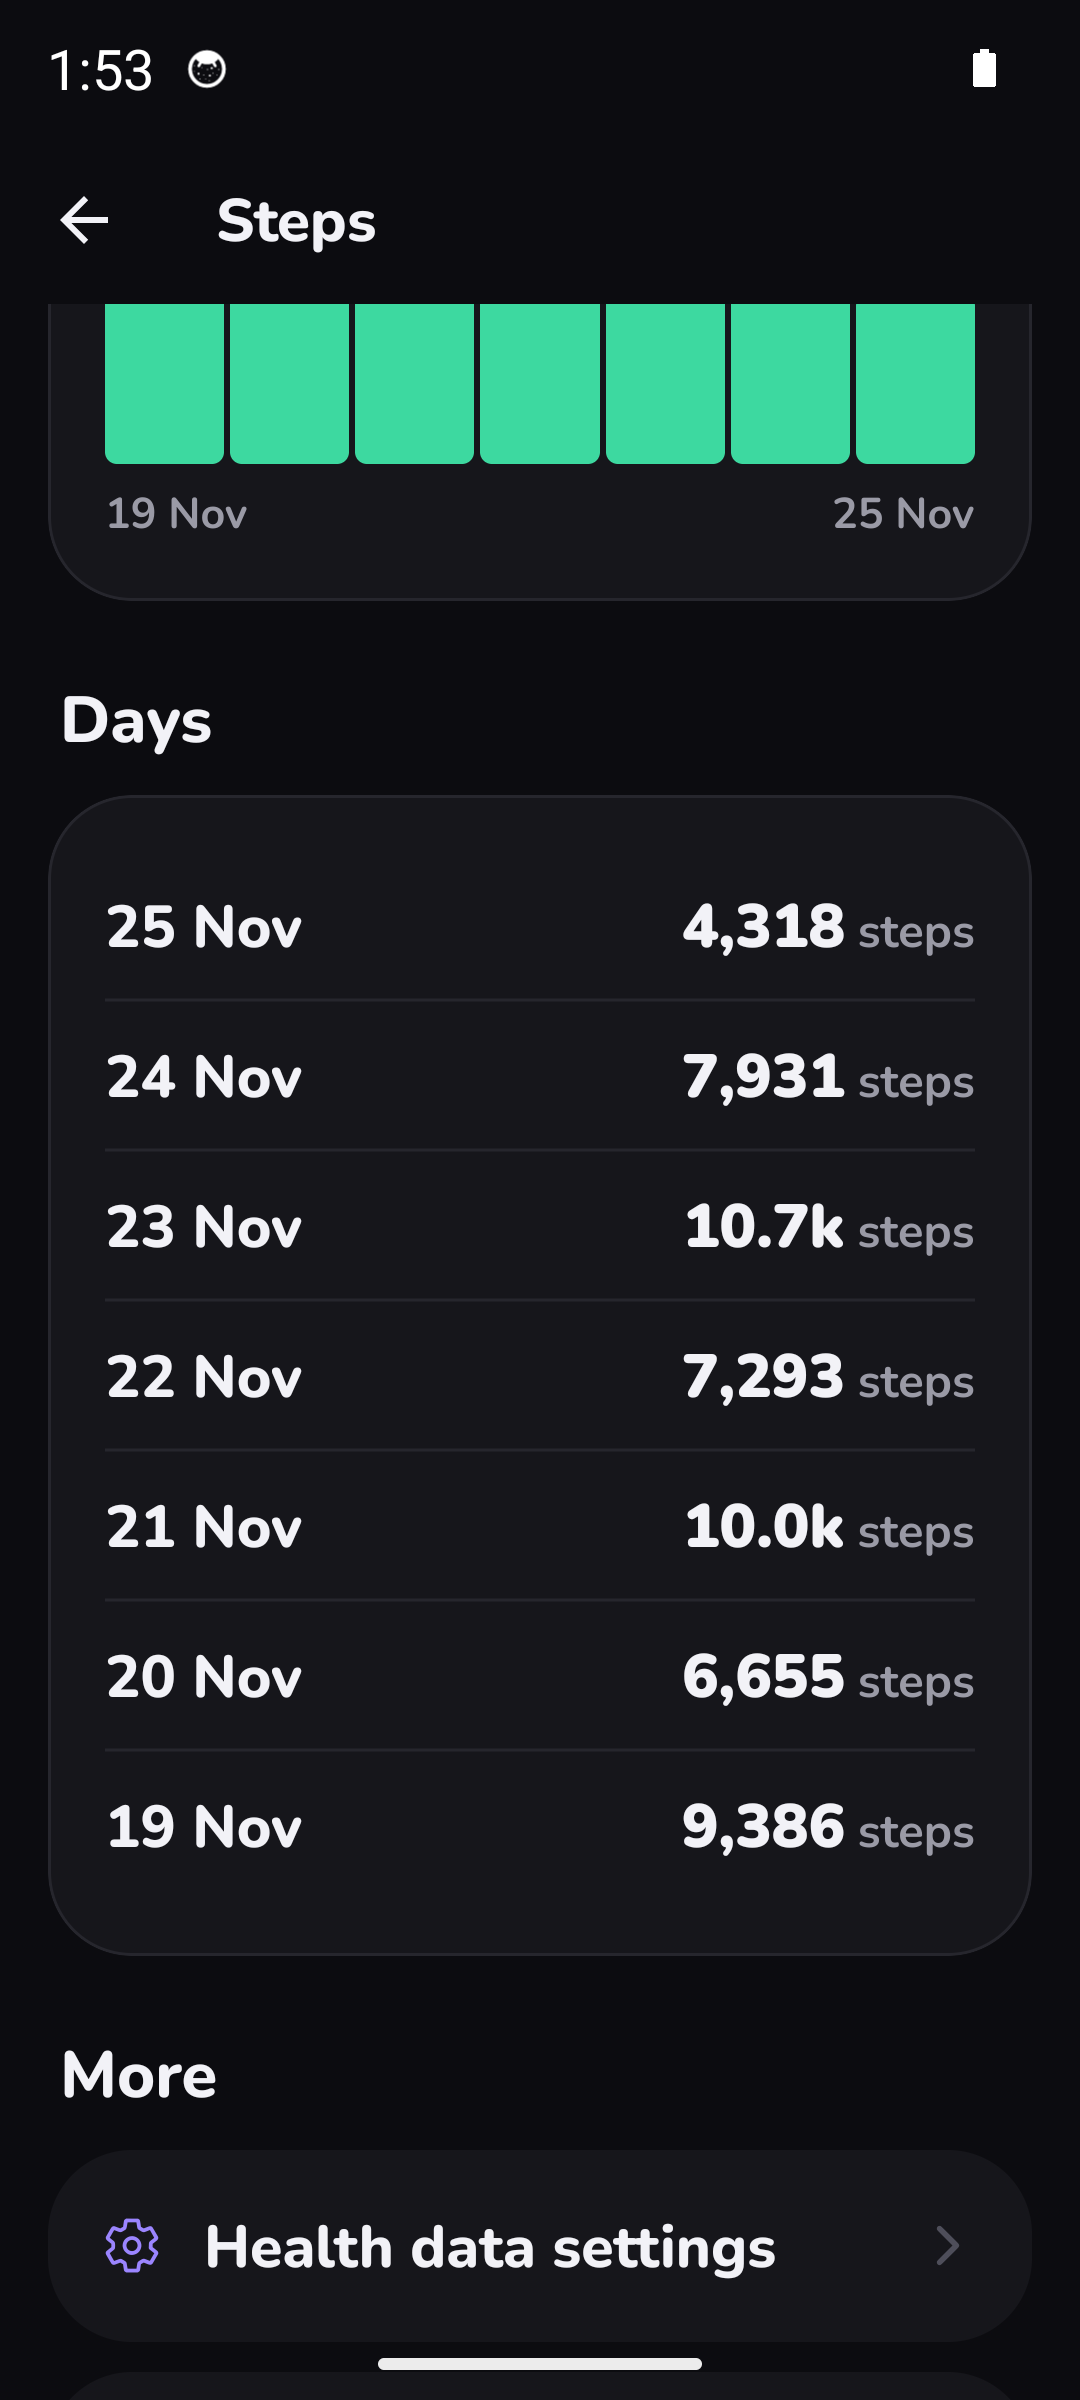 1:53
Steps
19 Nov 25 Nov
Days
25 Nov 4,318 steps
24 Nov 7,931 steps
23 Nov 10.7k steps
22 Nov 7,293 steps
21 Nov 10.0k steps
20 Nov 6,655 steps
19 Nov 9,386 steps
More
Health data settings